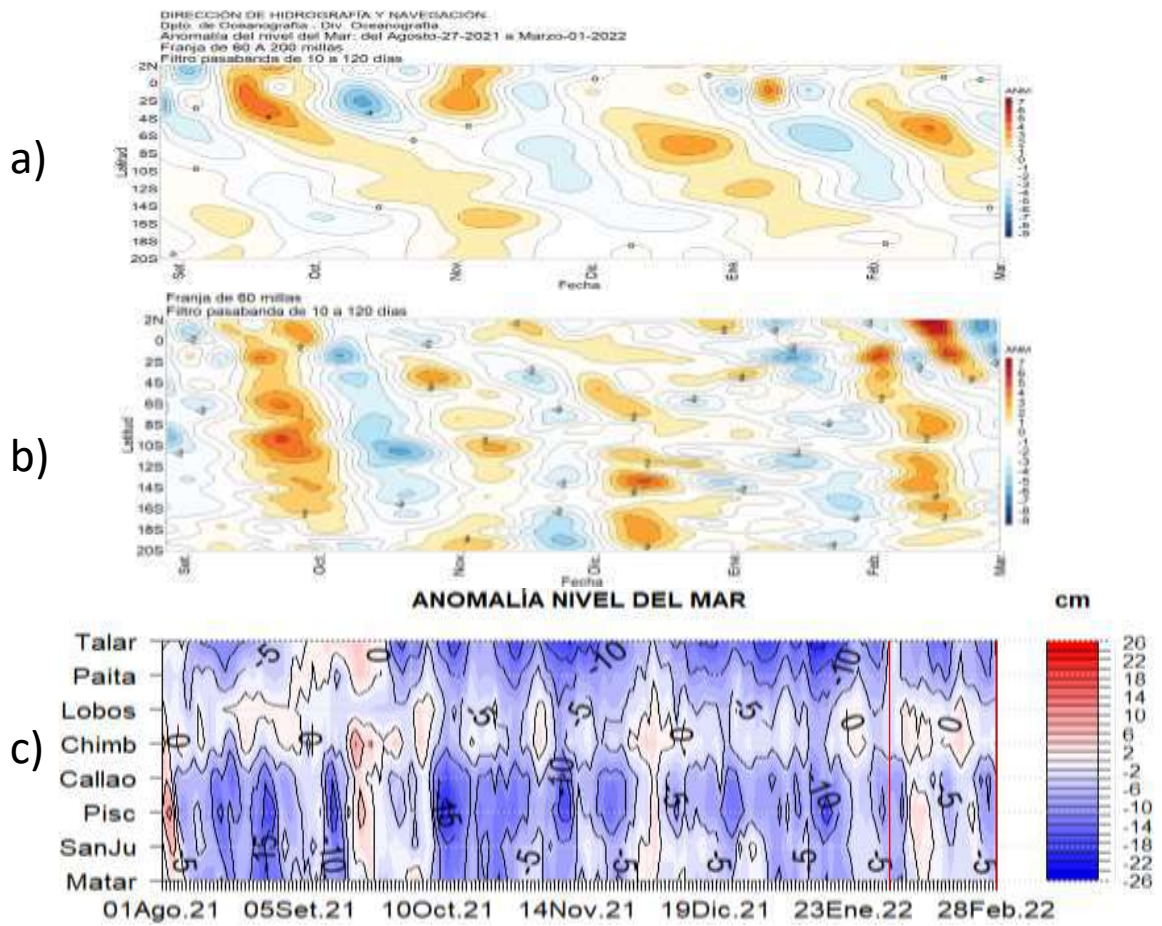 DIRECCIÓN DE HIDROGRAFÍA Y NAVEGACIÓN
Dpto. de Oceanografía - Div. Oceanografía
Anomalía del nivel del Mar: del Agosto-27-2021 a Marzo-01-2022
Franja de 60 A 200 millas
Filtro pasabanda de 10 a 120 días
a)
Latitud
2N
0
2S
4S
6S
8S
10S
12S
14S
16S
18S
20S
Set. Oct. Nov. Dic. Ene. Feb. Mar.
Fecha
ANM
Franja de 60 millas
Filtro pasabanda de 10 a 120 días
b)
Latitud
2N
0
2S
4S
6S
8S
10S
12S
14S
16S
18S
20S
Set. Oct. Nov. Dic. Ene. Feb. Mar.
Fecha
ANM
ANOMALÌA NIVEL DEL MAR
cm
c)
Talar
Paita
Lobos
Chimb
Callao
Pisc
SanJu
Matar
01Ago.21 05Set.21 10Oct.21 14Nov.21 19Dic.21 23Ene.22 28Feb.22
26
22
18
14
10
6
2
-2
-6
-10
-14
-18
-22
-26